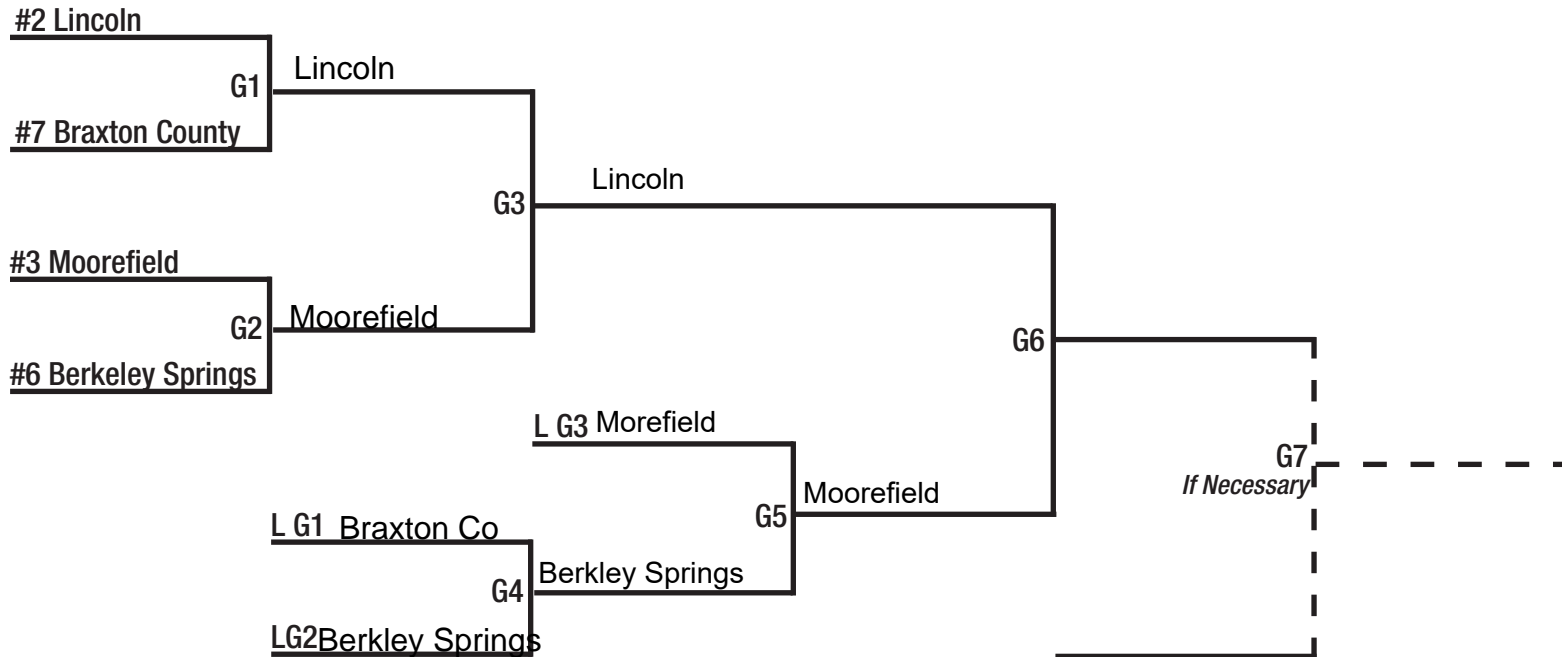 #2 Lincoln
G1
Lincoln
#7 Braxton County
G3
Lincoln
#3 Moorefield
G2
Moorefield
#6 Berkeley Springs
G6
L G3 Morefield
G7
If Necessary
G5
Moorefield
L G1 Braxton Co
G4
Berkley Springs
LG2Berkley Springs